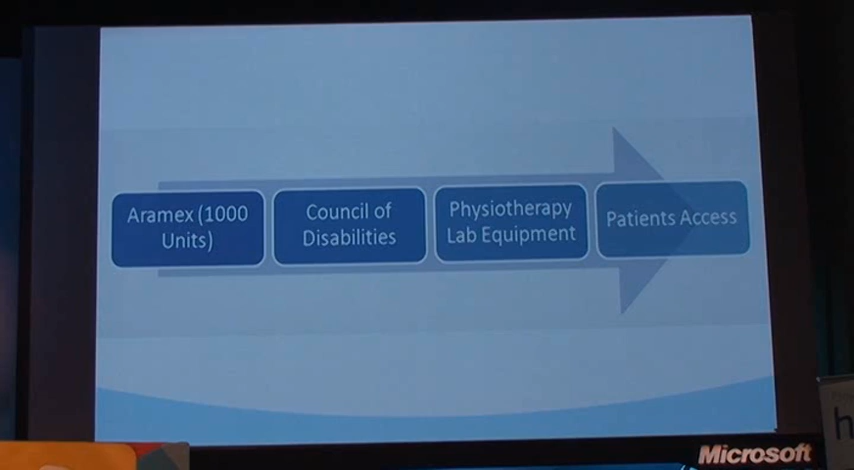 Aramex (1000
Units)
Council of
Disabilities
Physiotherapy
Lab Equipment
Patients Access
Microsoft